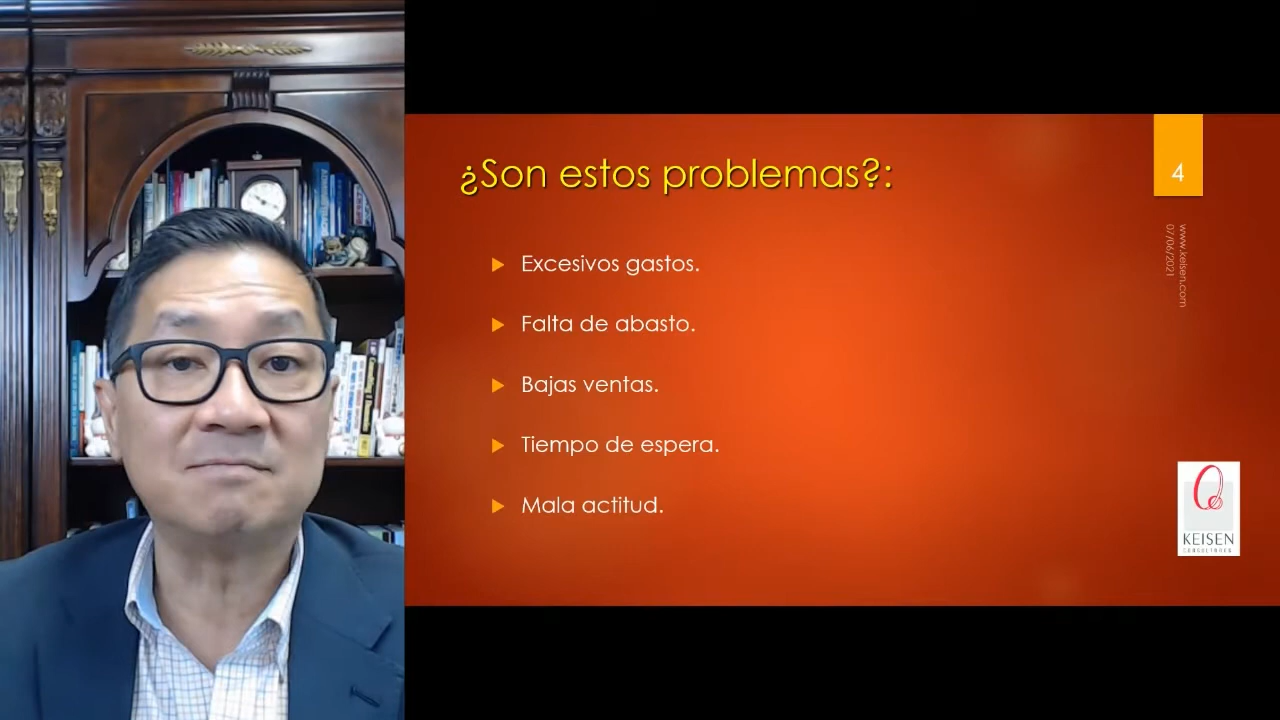 ¿Son estos problemas?:
4
www.keisen.com
07/06/2021
Excesivos gastos.
Falta de abasto.
Bajas ventas.
Tiempo de espera.
Mala actitud.
KEISEN
CONSULTORES